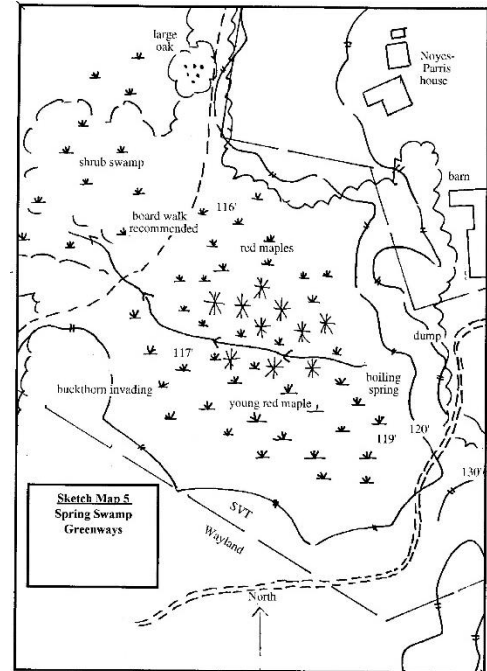 large
oak
Noyes-
Parris
house
shrub swamp
barn
116'
board walk
recommended
red maples
117'
dump
boiling
spring
buckthorn invading
young red maple
120'
119'
130'
Sketch Map 5
Spring Swamp
Greenways
SVT
Wayland
North